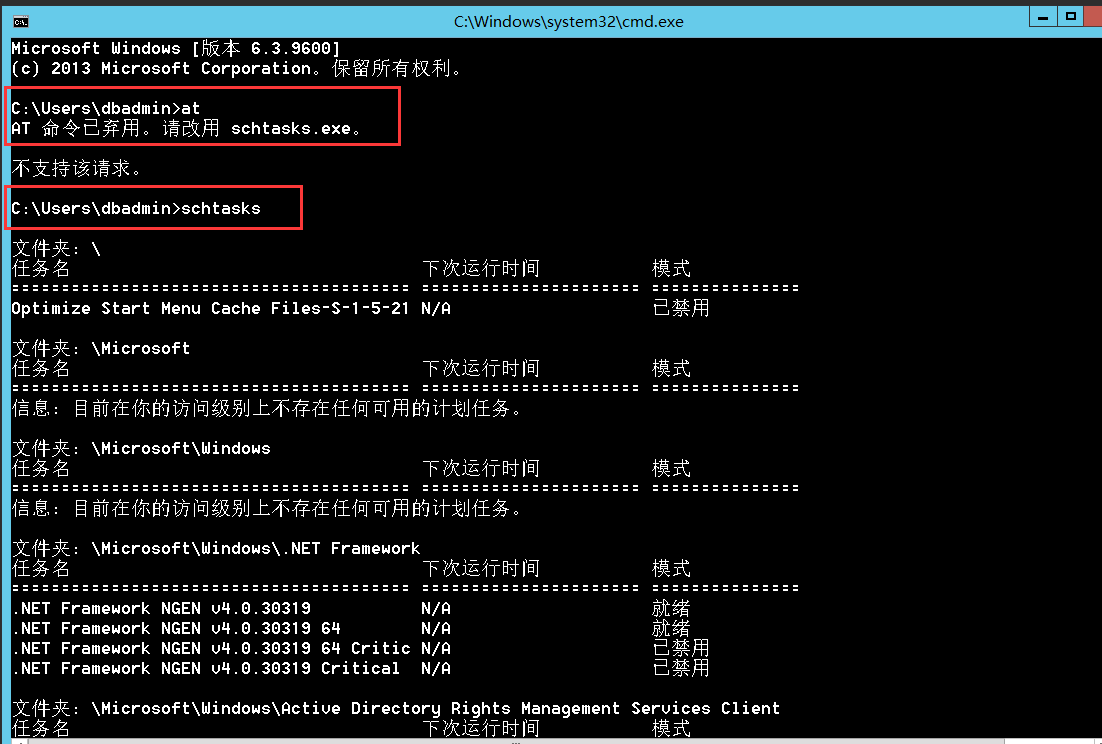 C:\Windows\system32\cmd.exe
Microsoft Windows [版本 6.3.9600]
(c) 2013 Microsoft Corporation。保留所有权利。
C:\Users\dbadmin>at
AT 命令已弃用。请改用 schtasks.exe。
不支持该请求。
C:\Users\dbadmin>schtasks
文件夹: \
任务名 下次运行时间 模式
======================================== ====================== ===============
Optimize Start Menu Cache Files-S-1-5-21 N/A 已禁用
文件夹: \Microsoft
任务名 下次运行时间 模式
======================================== ====================== ===============
信息: 目前在你的访问级别上不存在任何可用的计划任务。
文件夹: \Microsoft\Windows
任务名 下次运行时间 模式
======================================== ====================== ===============
信息: 目前在你的访问级别上不存在任何可用的计划任务。
文件夹: \Microsoft\Windows\.NET Framework
任务名 下次运行时间 模式
======================================== ====================== ===============
.NET Framework NGEN v4.0.30319 N/A 就绪
.NET Framework NGEN v4.0.30319 64 N/A 就绪
.NET Framework NGEN v4.0.30319 64 Critic N/A 已禁用
.NET Framework NGEN v4.0.30319 Critical N/A 已禁用
文件夹: \Microsoft\Windows\Active Directory Rights Management Services Client
任务名 下次运行时间 模式